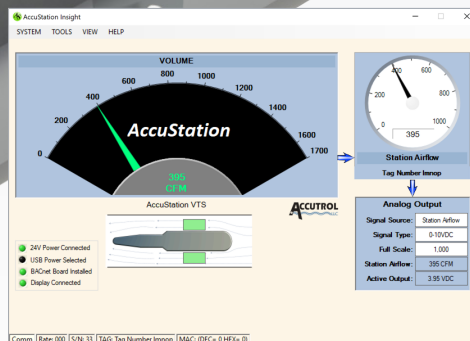 AccuStation Insight
SYSTEM TOOLS VIEW HELP
VOLUME
0
200
400
600
800
1000
1200
1400
1600
1700
AccuStation
395
CFM
AccuStation VTS
ACCUTROL
LLC
24V Power Connected
USB Power Selected
BACnet Board Installed
Display Connected
0
200
400
600
800
1000
395
Station Airflow
Tag Number lmnop
Analog Output
Signal Source: Station Airflow
Signal Type: 0-10VDC
Full Scale: 1,000
Station Airflow: 395 CFM
Active Output: 3.95 VDC
Comm Rate: 000 S/N: 33 TAG: Tag Number lmnop MAC: (DEC= 0 HEX= 0)